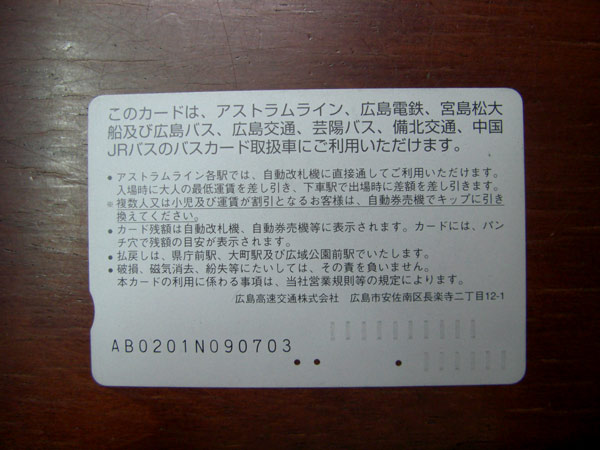 このカードは、アストラムライン、広島電鉄、宮島松大
船及び広島バス、広島交通、芸陽バス、備北交通、中国
JRバスのバスカード取扱車にご利用いただけます。
●アストラムライン各駅では、自動改札機に直接通してご利用いただけます。
入場時に大人の最低運賃を差し引き、下車駅で出場時に差額を差し引きます。
※複数人又は小児及び運賃が割引となるお客様は、自動券売機でキップに引き
換えてください。
●カード残額は自動改札機、自動券売機等に表示されます。カードには、パン
チ穴で残額の目安が表示されます。
●払戻しは、県庁前駅、大町駅及び広域公園前駅でいたします。
●破損、磁気消去、紛失等にたいしては、その責を負いません。
本カードの利用に係わる事項は、当社営業規則等の規定によります。
広島高速交通株式会社 広島市安佐南区長楽寺二丁目12-1
AB0201N090703